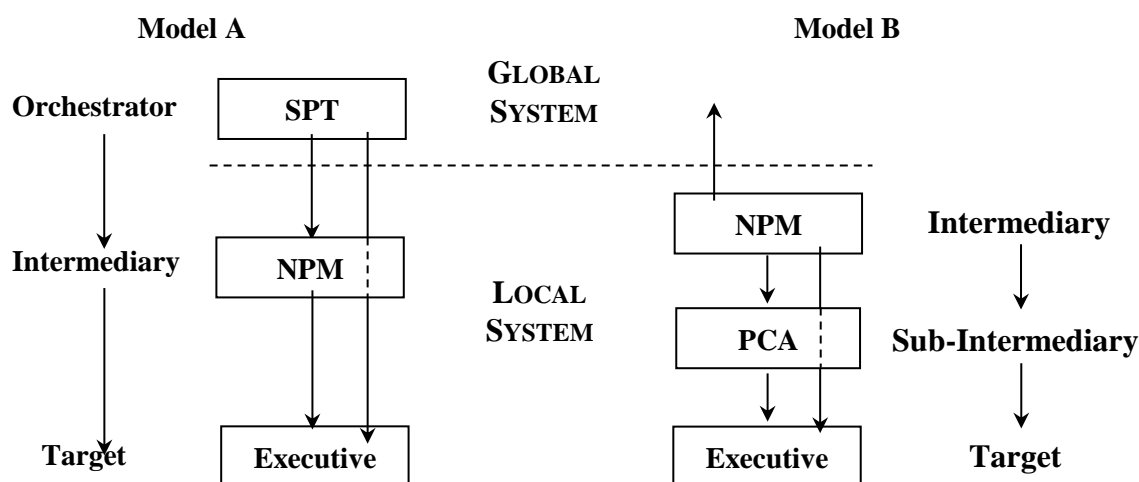 Model A
Model B
GLOBAL
SYSTEM
Orchestrator
SPT
NPM
Intermediary
Intermediary
NPM
LOCAL
SYSTEM
PCA
Sub-Intermediary
Target
Executive
Executive
Target